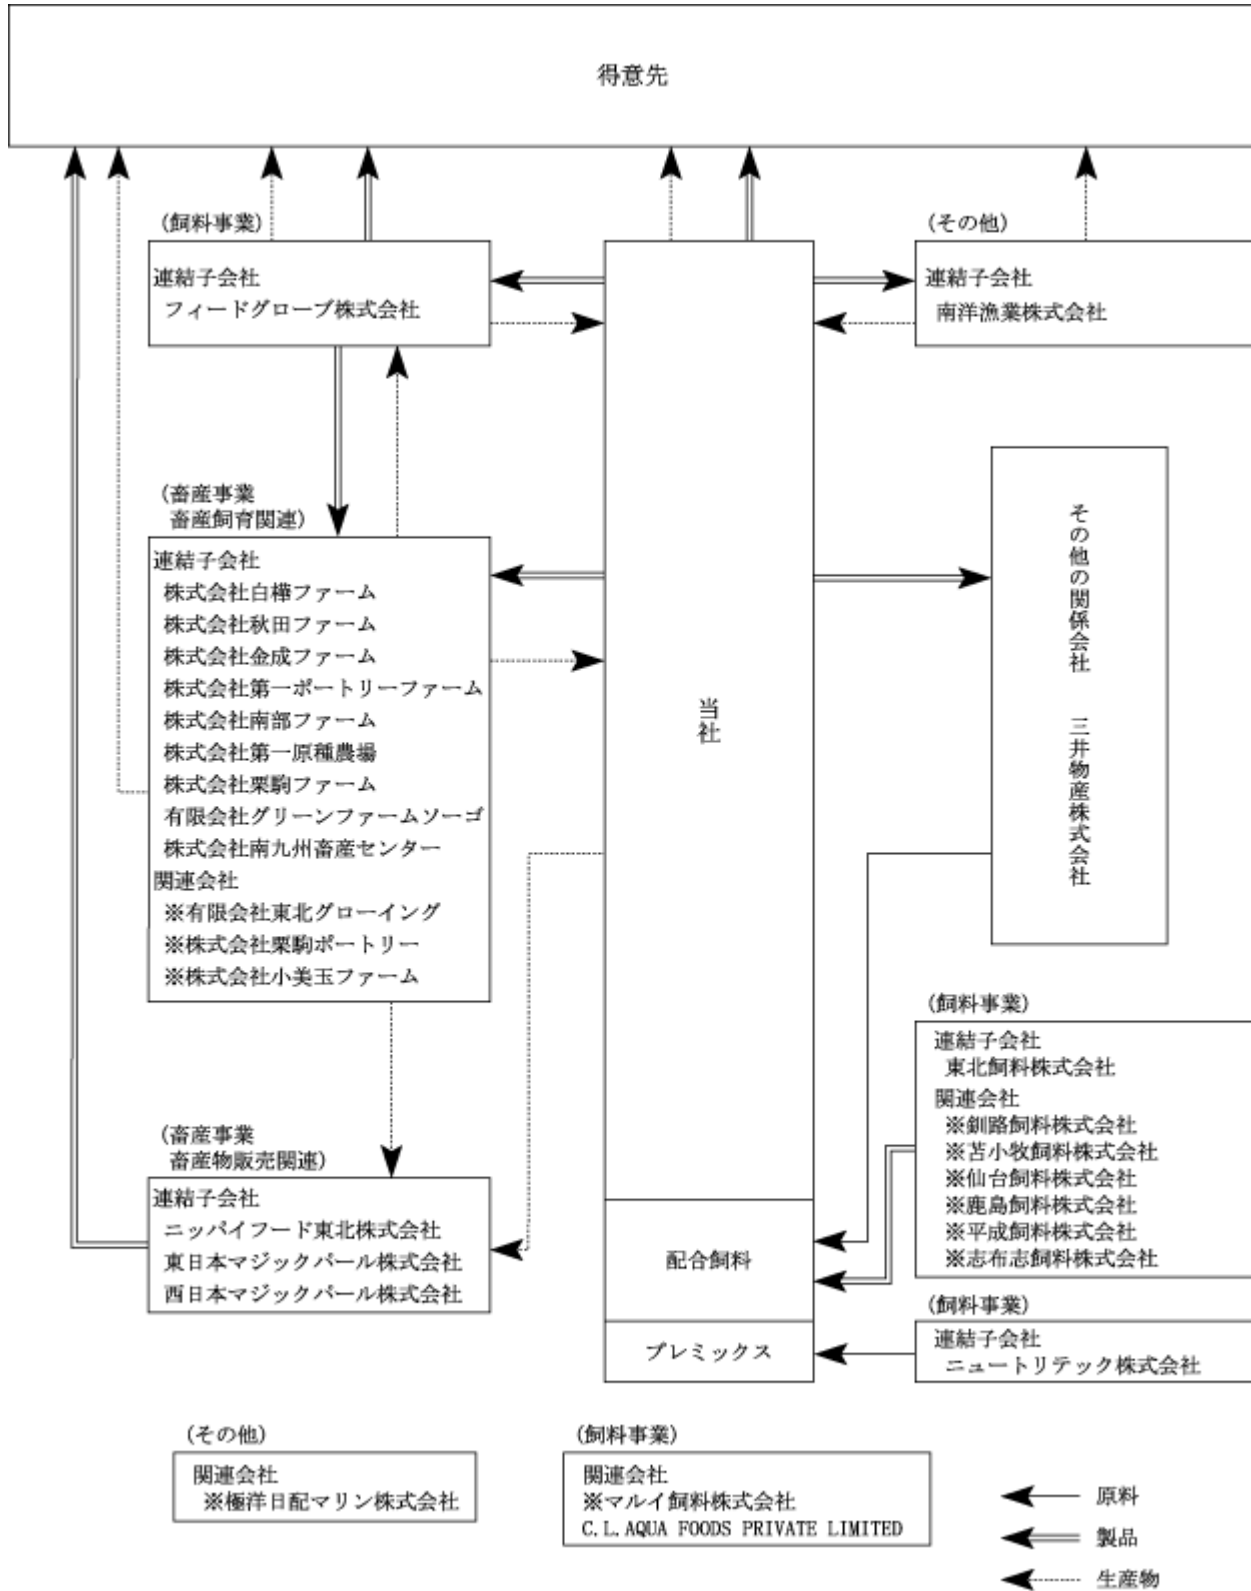 得意先
(飼料事業)
連結子会社
フィードグローブ株式会社
(その他)
連結子会社
南洋漁業株式会社
(畜産事業
畜産飼育関連)
連結子会社
株式会社白樺ファーム
株式会社秋田ファーム
株式会社金成ファーム
株式会社第一ポートリーファーム
株式会社南部ファーム
株式会社第一原種農場
株式会社栗駒ファーム
有限会社グリーンファームソーゴ
株式会社南九州畜産センター
関連会社
※有限会社東北グローイング
※株式会社栗駒ポートリー
※株式会社小美玉ファーム
当社
その他の関係会社 三井物産株式会社
(飼料事業)
連結子会社
東北飼料株式会社
関連会社
※釧路飼料株式会社
※苫小牧飼料株式会社
※仙台飼料株式会社
※鹿島飼料株式会社
※平成飼料株式会社
※志布志飼料株式会社
(畜産事業
畜産物販売関連)
連結子会社
ニッパイフード東北株式会社
東日本マジックパール株式会社
西日本マジックパール株式会社
配合飼料
プレミックス
(飼料事業)
連結子会社
ニュートリテック株式会社
(その他)
関連会社
※極洋日配マリン株式会社
(飼料事業)
関連会社
※マルイ飼料株式会社
C.L.AQUA FOODS PRIVATE LIMITED
原料
製品
生産物